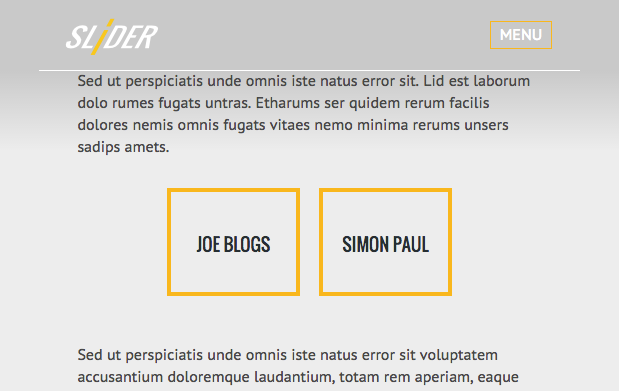 SLIDER
MENU
Sed ut perspiciatis unde omnis iste natus error sit. Lid est laborum
dolo rumes fugats untras. Etharums ser quidem rerum facilis
dolores nemis omnis fugats vitaes nemo minima rerums unsers
sadips amets.
JOE BLOGS
SIMON PAUL
Sed ut perspiciatis unde omnis iste natus error sit voluptatem
accusantium doloremque laudantium, totam rem aperiam, eaque